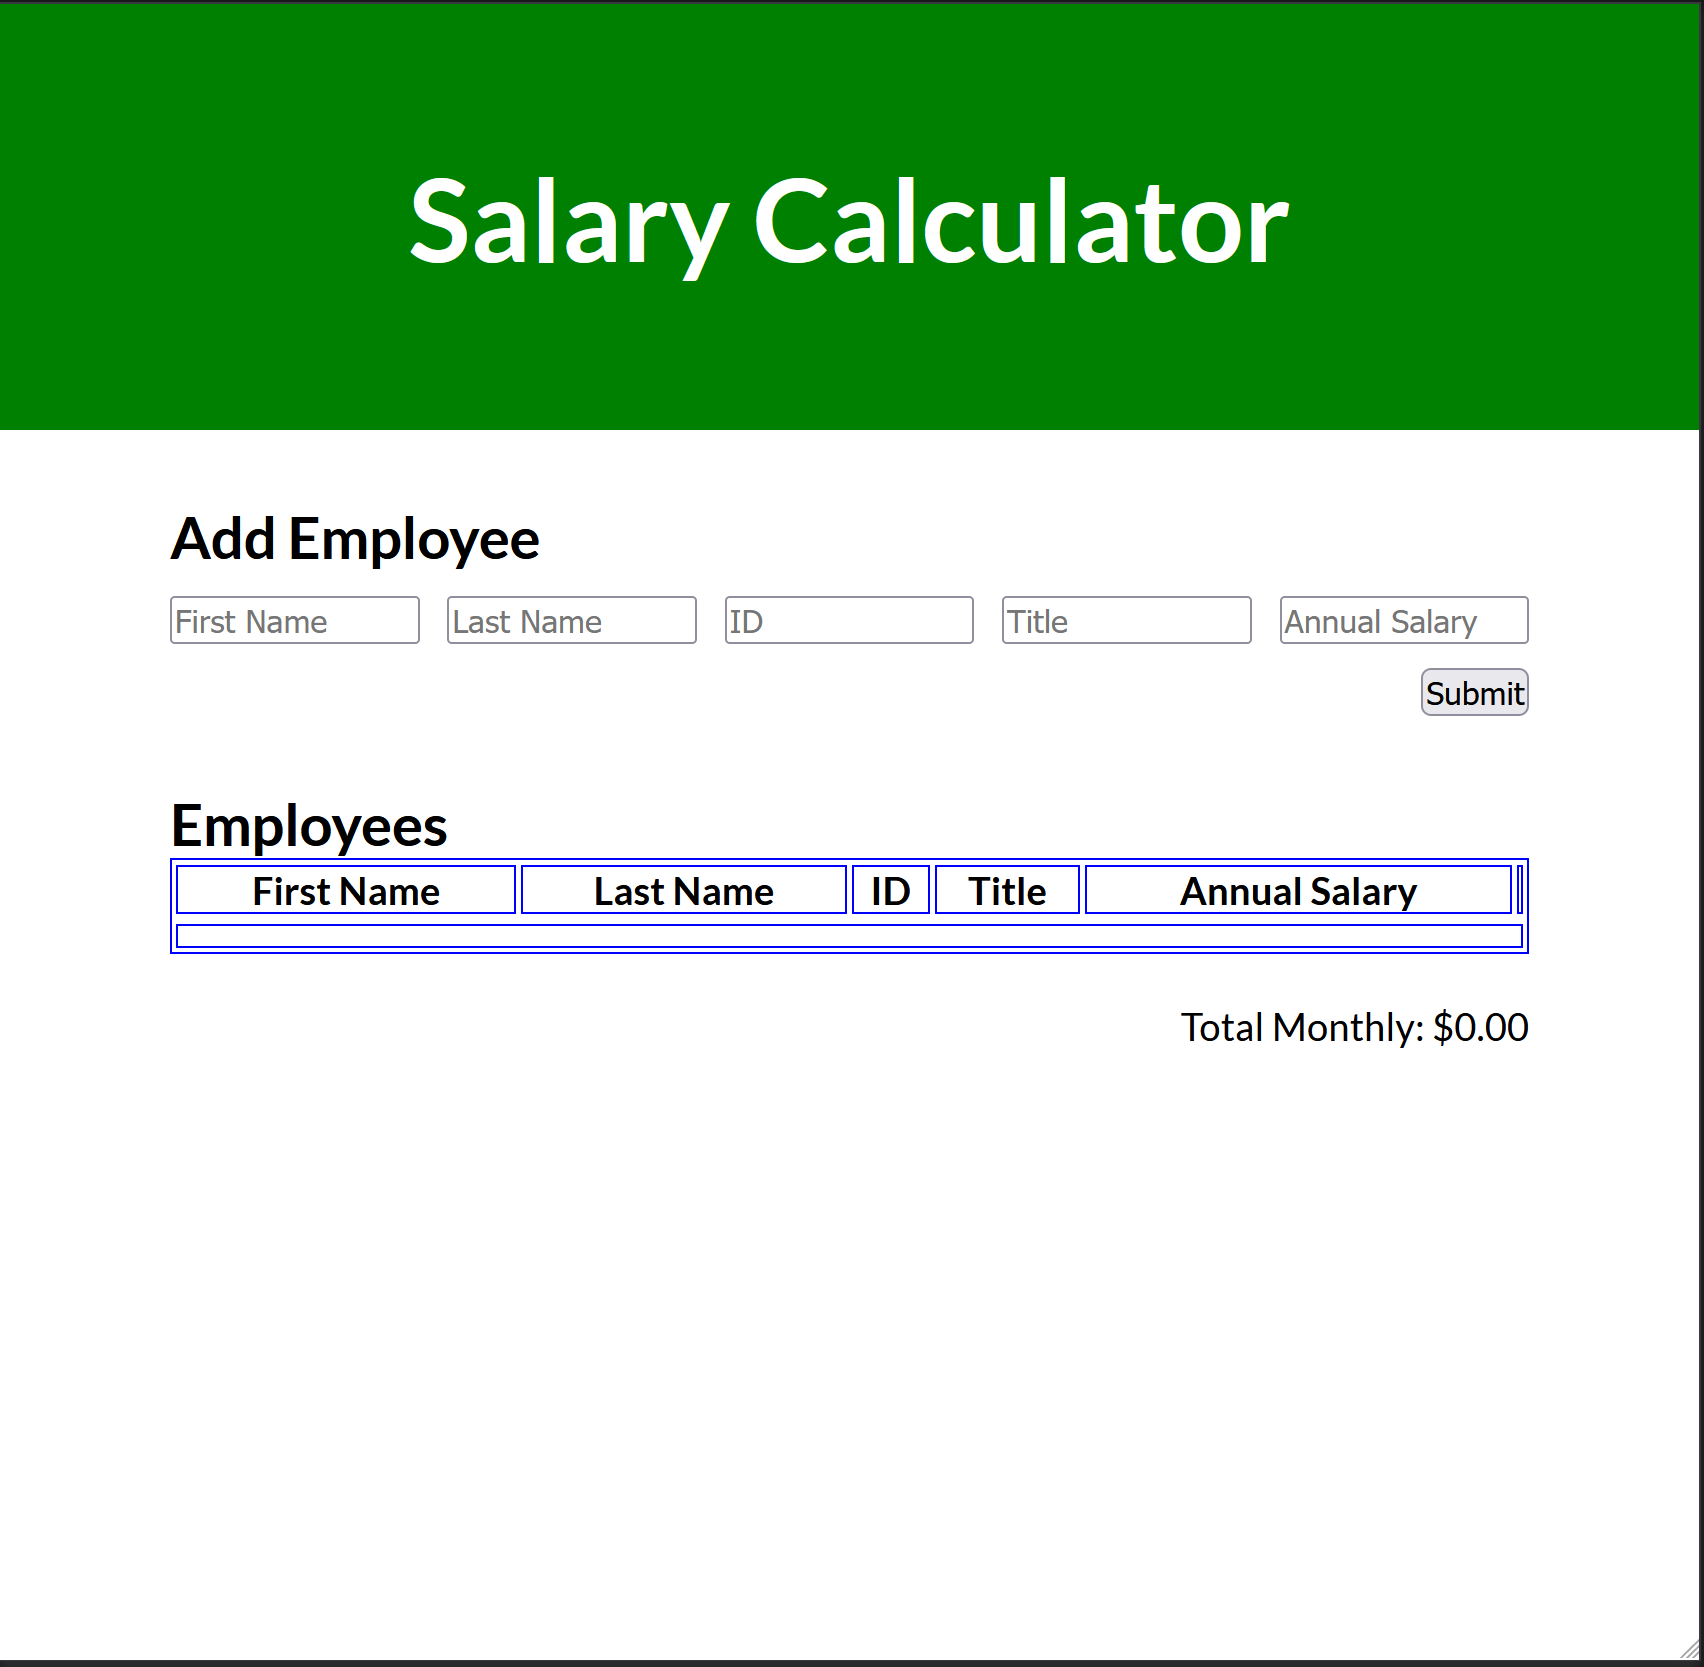 Salary Calculator
Add Employee
First Name Last Name ID Title Annual Salary
Submit
Employees
First Name Last Name ID Title Annual Salary
Total Monthly: $0.00